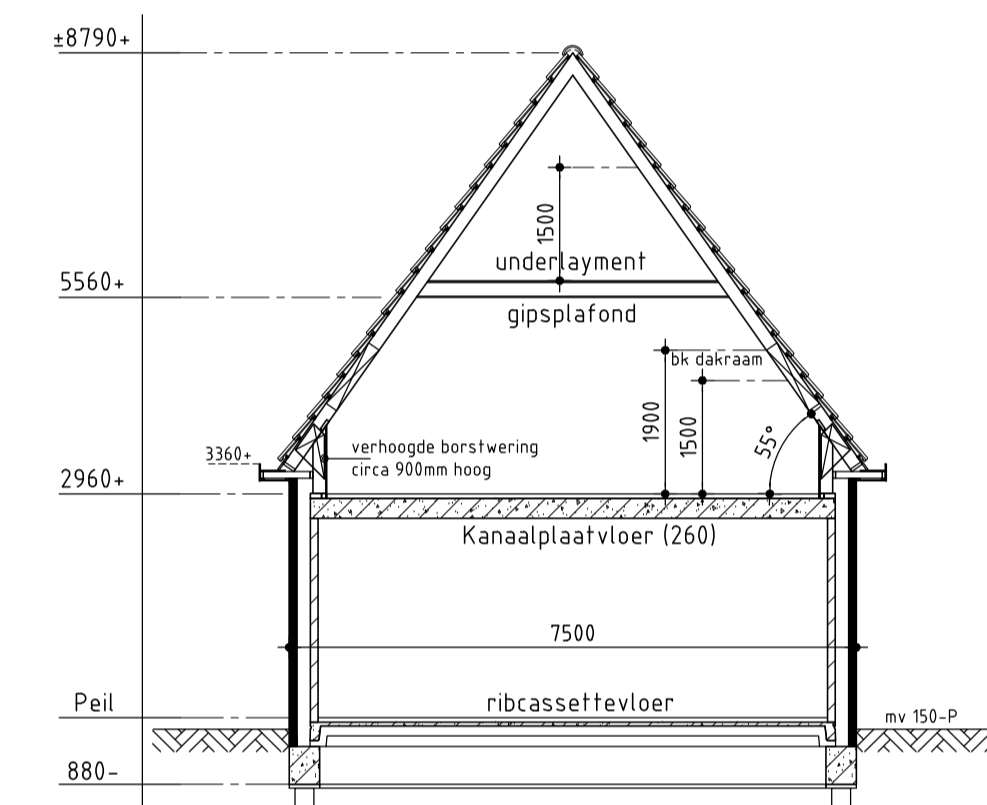 ±8790+
1500
underlayment
5560+
gipsplafond
bk dakraam
1900
1500
55°
verhoogde borstwering
circa 900mm hoog
3360+
2960+
Kanaalplaatvloer (260)
7500
Peil
ribcassettevloer
mv 150-P
880-